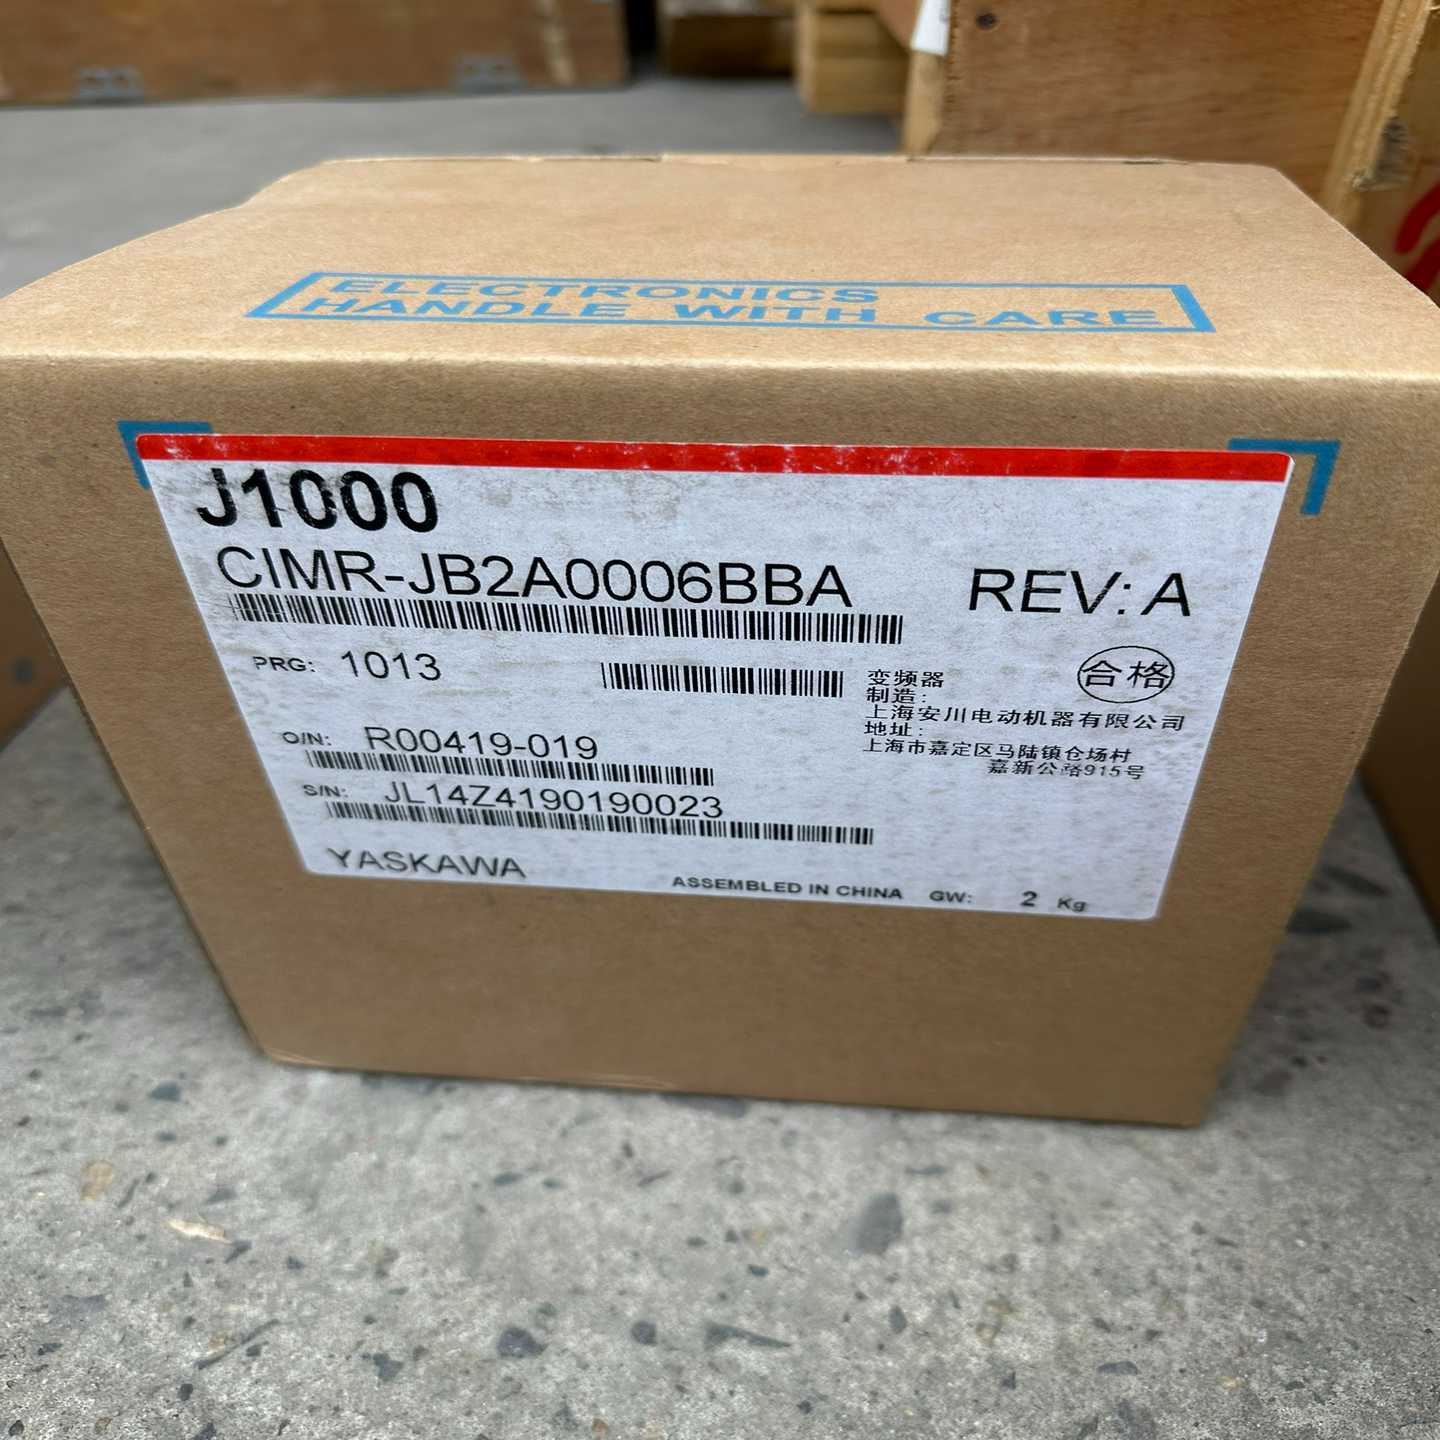 ELECTRONICS
HANDLE WITH CARE
J1000
CIMR-JB2A0006BBA REV: A
PRG: 1013
变频器 合格
制造:
上海安川电动机器有限公司
地址:
上海市嘉定区马陆镇仓场村
嘉新公路915号
O/N: R00419-019
S/N: JL14Z4190190023
YASKAWA
ASSEMBLED IN CHINA GW: 2 Kg